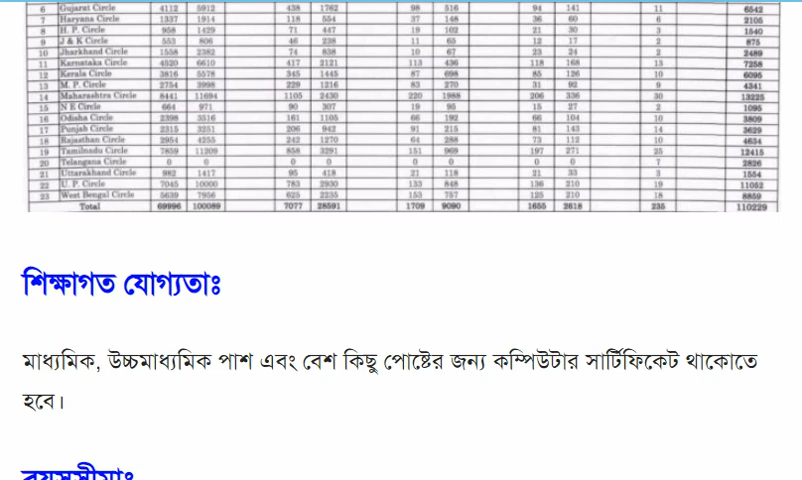 6 Gujarat Circle 4112 5912 438 1762 98 516 94 141 11 6542
7 Haryana Circle 1337 1914 118 554 37 148 36 60 6 2105
8 H. P. Circle 958 1429 71 447 19 102 21 30 3 1540
9 J & K Circle 553 806 46 238 11 65 12 17 2 875
10 Jharkhand Circle 1558 2382 74 838 10 67 23 24 2 2489
11 Karnataka Circle 4520 6610 417 2121 113 436 118 168 13 7258
12 Kerala Circle 3816 5578 345 1445 87 698 85 126 10 6095
13 M. P. Circle 2754 3998 229 1216 83 270 31 92 9 4341
14 Maharashtra Circle 8441 11694 1105 2430 220 1988 206 336 30 13225
15 N E Circle 664 971 90 307 19 95 15 27 2 1095
16 Odisha Circle 2398 3516 161 1105 66 192 66 104 10 3809
17 Punjab Circle 2315 3251 206 942 91 215 81 143 14 3629
18 Rajasthan Circle 2954 4255 242 1270 64 288 73 112 10 4634
19 Tamilnadu Circle 7859 11209 858 3291 151 969 197 271 35 12415
20 Telangana Circle 0 0 0 0 0 0 0 0 7 2826
21 Uttarakhand Circle 982 1417 95 418 21 118 21 33 3 1554
22 U. P. Circle 7045 10000 783 2930 133 848 136 210 19 11052
23 West Bengal Circle 5639 7956 625 2235 153 757 125 210 18 8859
Total 69996 100089 7077 28591 1709 9090 1655 2618 235 110229
শিক্ষাগত যোগ্যতাঃ
মাধ্যমিক, উচ্চমাধ্যমিক পাশ এবং বেশ কিছু পোষ্টের জন্য কম্পিউটার সার্টিফিকেট থাকোতে
হবে।
বয়সসীমাঃ